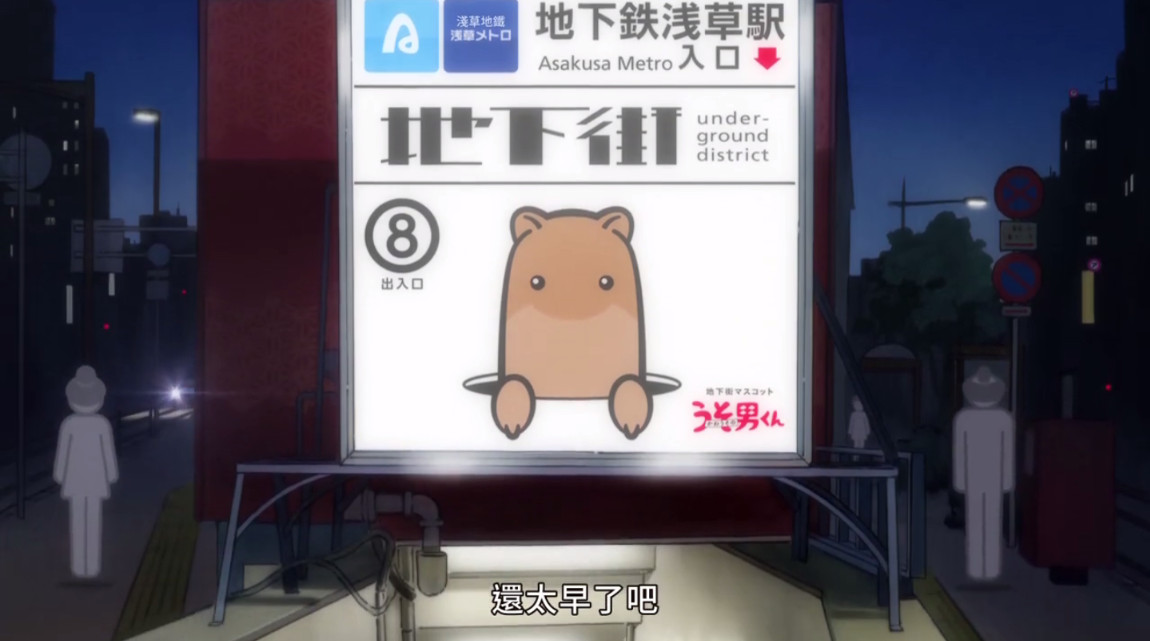 淺草地鐵
浅草メトロ
地下鉄浅草駅
Asakusa Metro 入口
地下街
under-
ground
district
8
出入口
地下街マスコット
うそ男くん
還太早了吧